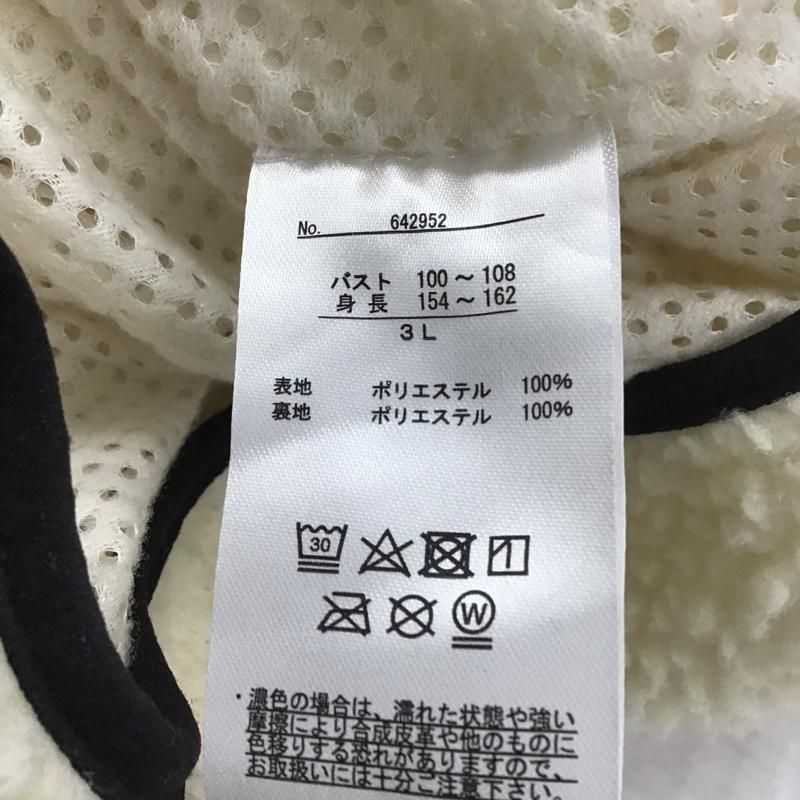 No. 642952
バスト 100～108
身長 154～162
3L
表地 ポリエステル 100%
裏地 ポリエステル 100%
30
W
・濃色の場合は、濡れた状態や強い
摩擦により合成皮革や他のものに
色移りする恐れがありますので、
お取扱いには十分ご注意下さい。